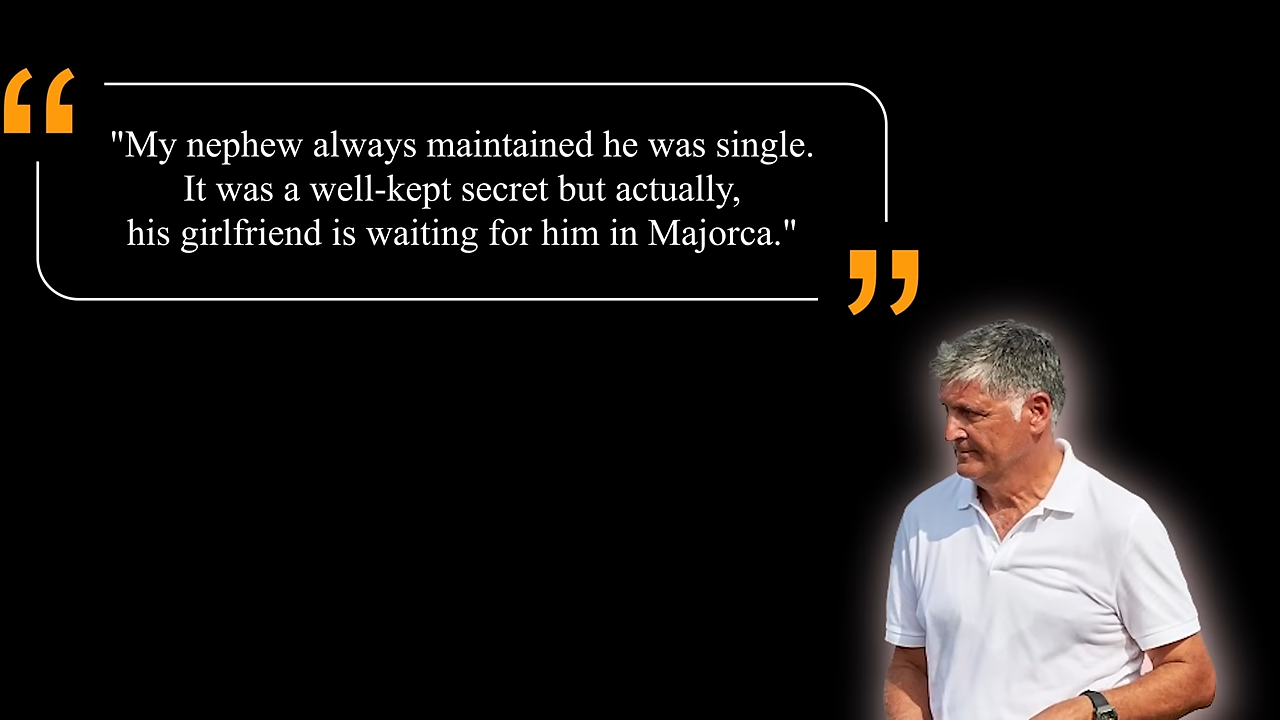 "My nephew always maintained he was single.
It was a well-kept secret but actually,
his girlfriend is waiting for him in Majorca."